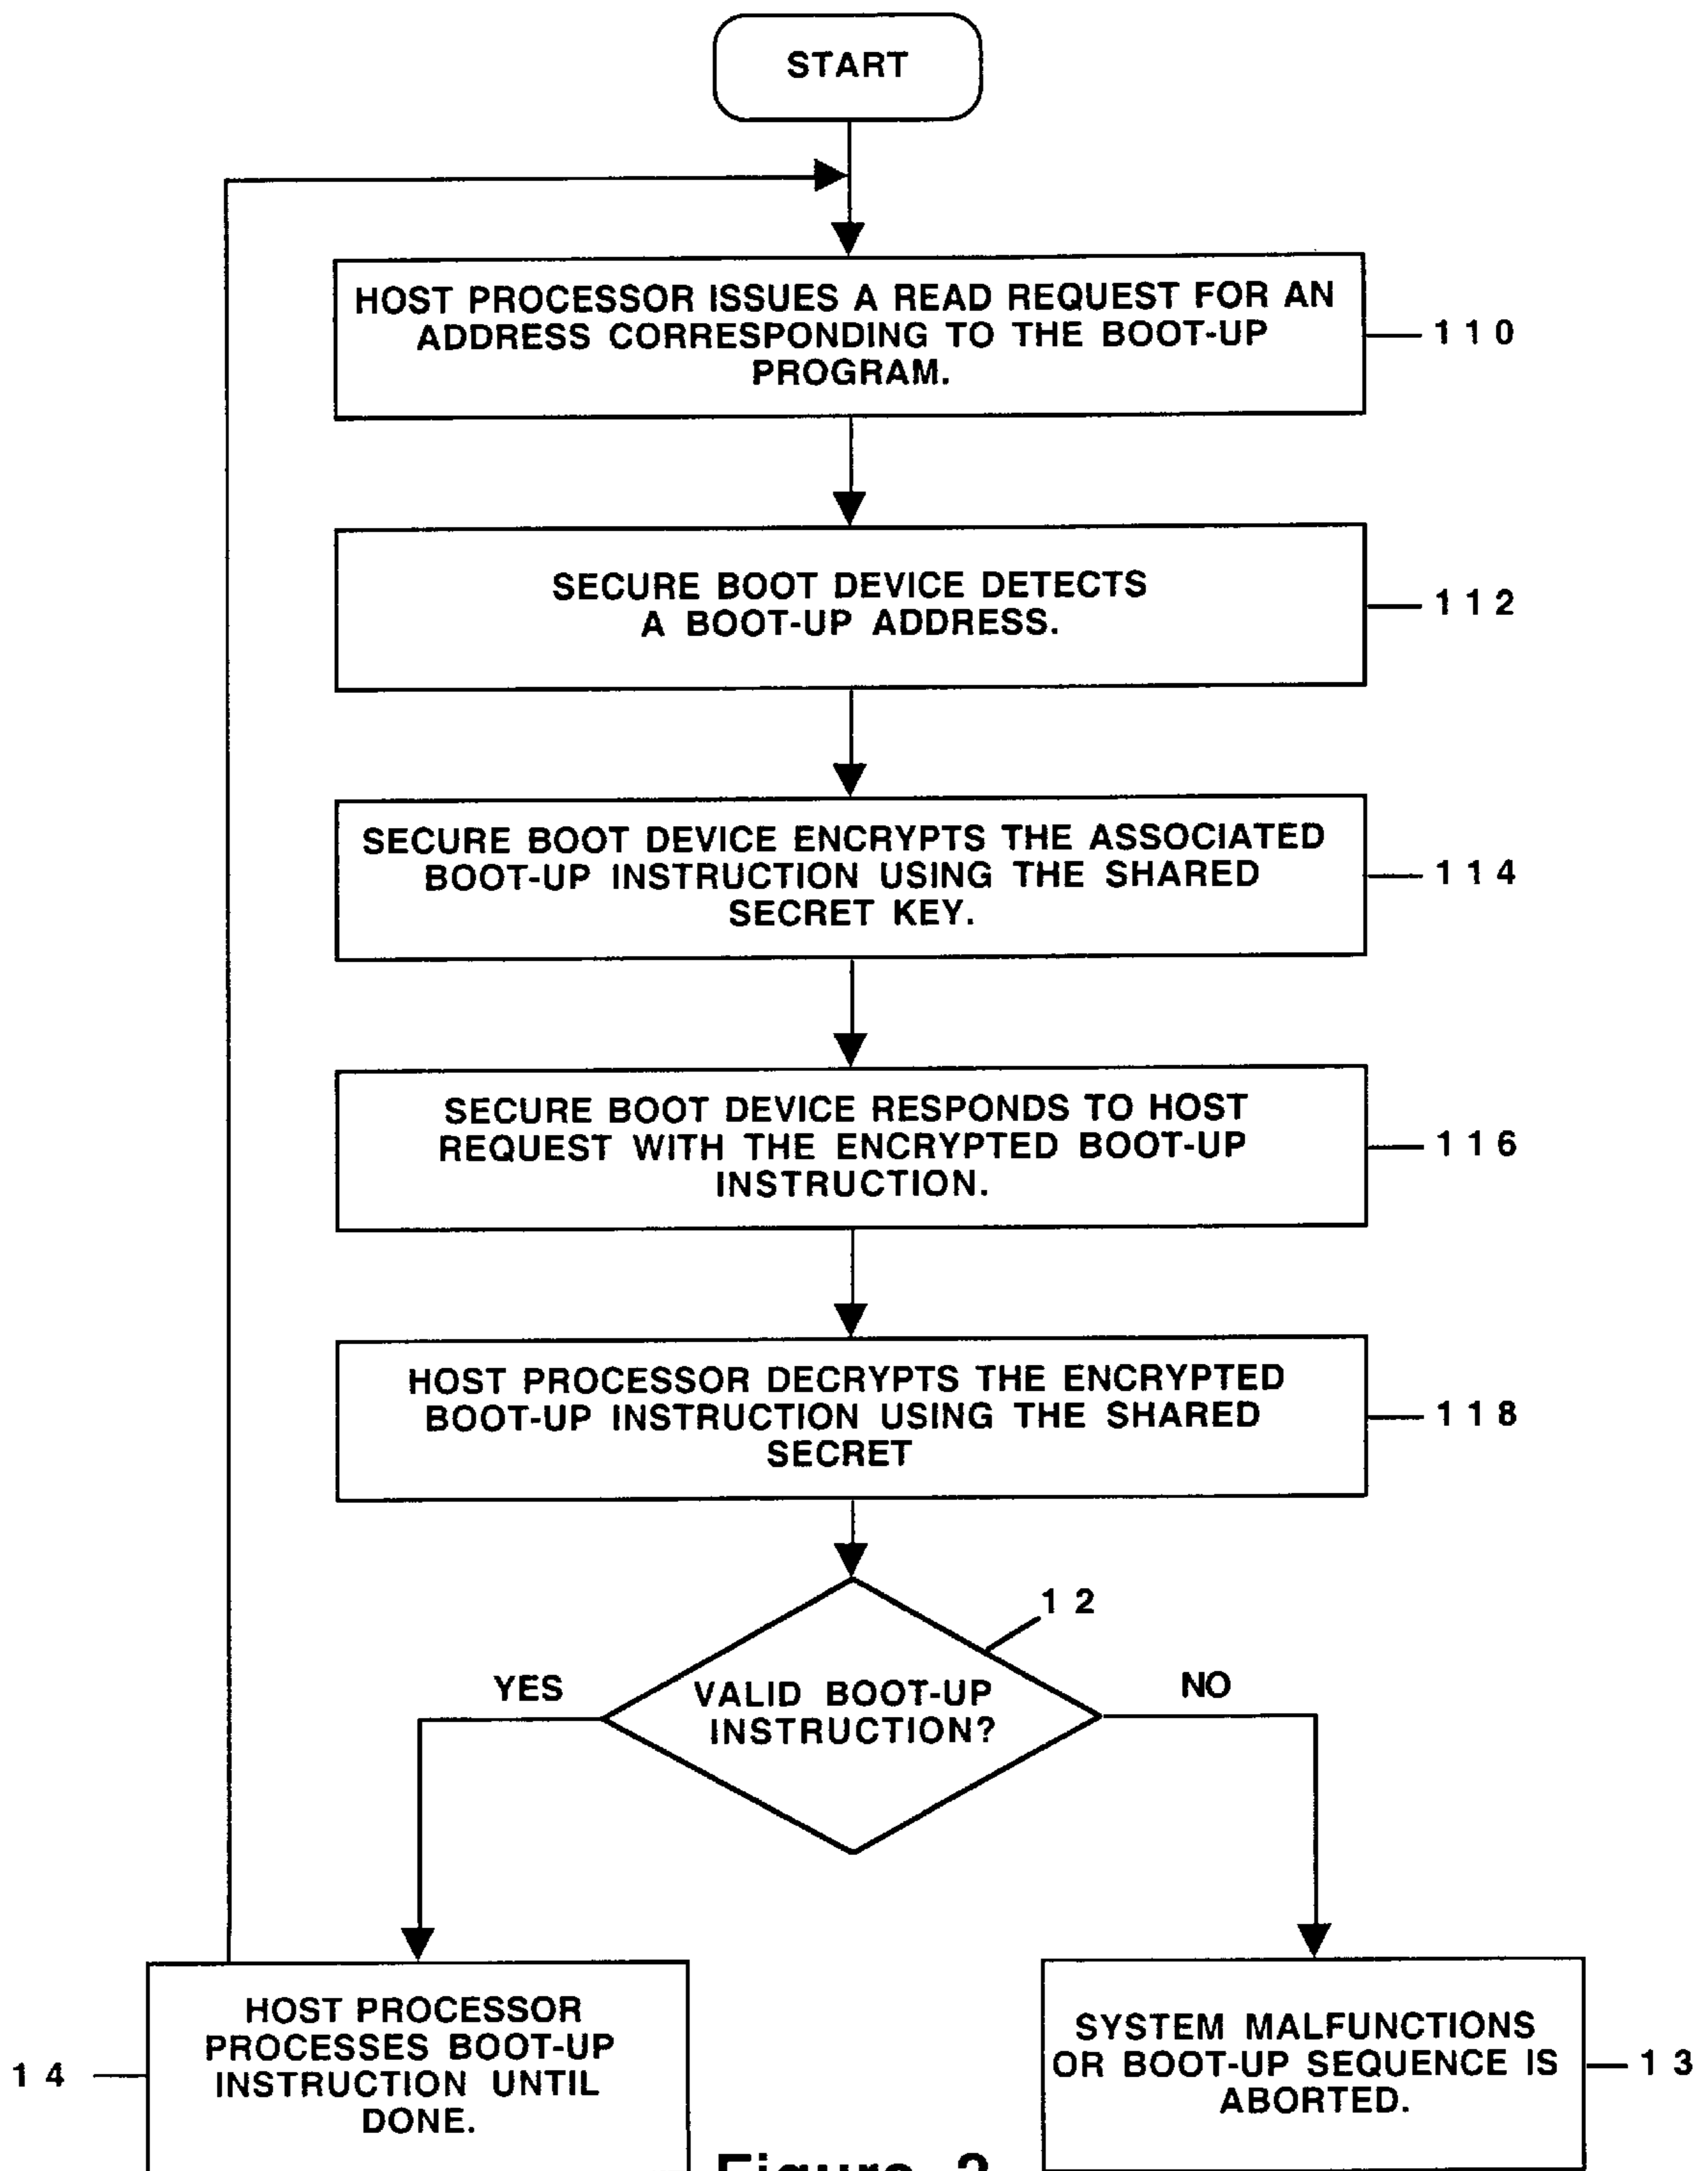 START
HOST PROCESSOR ISSUES A READ REQUEST FOR AN
ADDRESS CORRESPONDING TO THE BOOT-UP
PROGRAM.
110
SECURE BOOT DEVICE DETECTS
A BOOT-UP ADDRESS.
112
SECURE BOOT DEVICE ENCRYPTS THE ASSOCIATED
BOOT-UP INSTRUCTION USING THE SHARED
SECRET KEY.
114
SECURE BOOT DEVICE RESPONDS TO HOST
REQUEST WITH THE ENCRYPTED BOOT-UP
INSTRUCTION.
116
HOST PROCESSOR DECRYPTS THE ENCRYPTED
BOOT-UP INSTRUCTION USING THE SHARED
SECRET
118
12
YES
VALID BOOT-UP
INSTRUCTION?
NO
HOST PROCESSOR
PROCESSES BOOT-UP
INSTRUCTION UNTIL
DONE.
14
SYSTEM MALFUNCTIONS
OR BOOT-UP SEQUENCE IS
ABORTED.
13
Figure